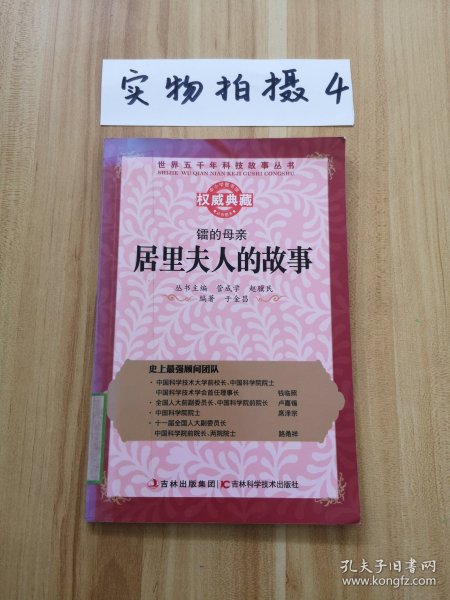 实物拍摄4
世界五千年科技故事丛书
SHIJIE WU QIAN NIAN KEJI GUSHI CONGSHU
权威典藏
镭的母亲
居里夫人的故事
丛书主编 管成学 赵骥民
编著 于金昌
史上最强顾问团队
·中国科学技术大学前校长、中国科学院院士
中国科学技术学会首任理事长 钱临照
·全国人大前副委员长、中国科学院前院长 卢嘉锡
·中国科学院院士 席泽宗
·十一届全国人大副委员长
中国科学院前院长、两院院士 路甬祥
吉林出版集团 吉林科学技术出版社
孔夫子旧书网
www.kongfz.com